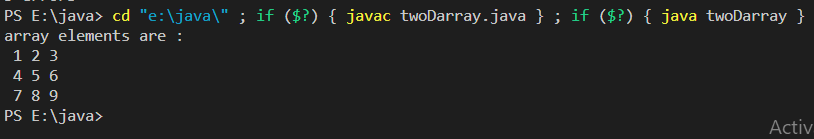 PS E:\java> cd "e:\java\" ; if ($?) { javac twoDarray.java } ; if ($?) { java twoDarray }
array elements are :
1 2 3
4 5 6
7 8 9
PS E:\java>
Activ